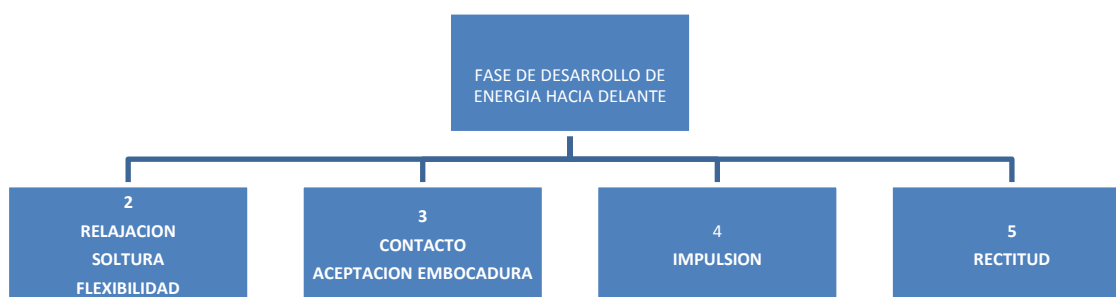 FASE DE DESARROLLO DE
ENERGIA HACIA DELANTE
2
RELAJACION
SOLTURA
FLEXIBILIDAD
3
CONTACTO
ACEPTACION EMBOCADURA
4
IMPULSION
5
RECTITUD